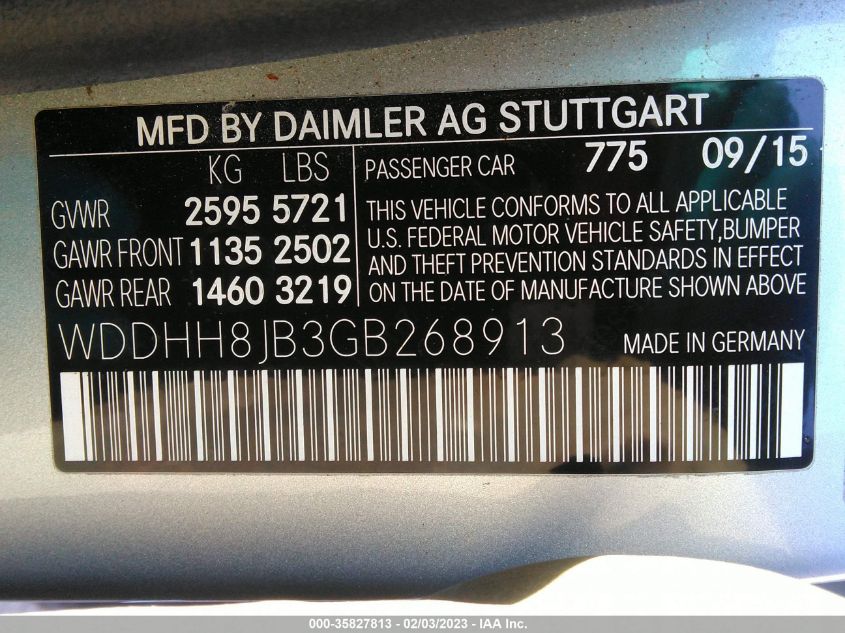 MFD BY DAIMLER AG STUTTGART
KG LBS
GVWR 2595 5721
GAWR FRONT 1135 2502
GAWR REAR 1460 3219
PASSENGER CAR 775 09/15
THIS VEHICLE CONFORMS TO ALL APPLICABLE
U.S. FEDERAL MOTOR VEHICLE SAFETY,BUMPER
AND THEFT PREVENTION STANDARDS IN EFFECT
ON THE DATE OF MANUFACTURE SHOWN ABOVE
WDDHH8JB3GB268913 MADE IN GERMANY
000-35827813 - 02/03/2023 - IAA Inc.